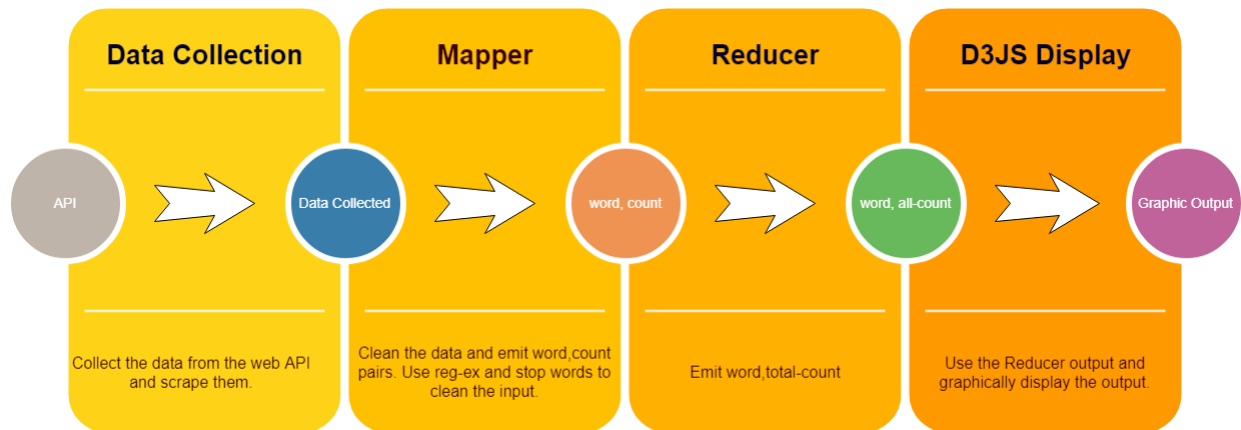 Data Collection
Mapper
Reducer
D3JS Display
API
Data Collected
word, count
word, all-count
Graphic Output
Collect the data from the web API
and scrape them.
Clean the data and emit word,count
pairs. Use reg-ex and stop words to
clean the input.
Emit word,total-count
Use the Reducer output and
graphically display the output.